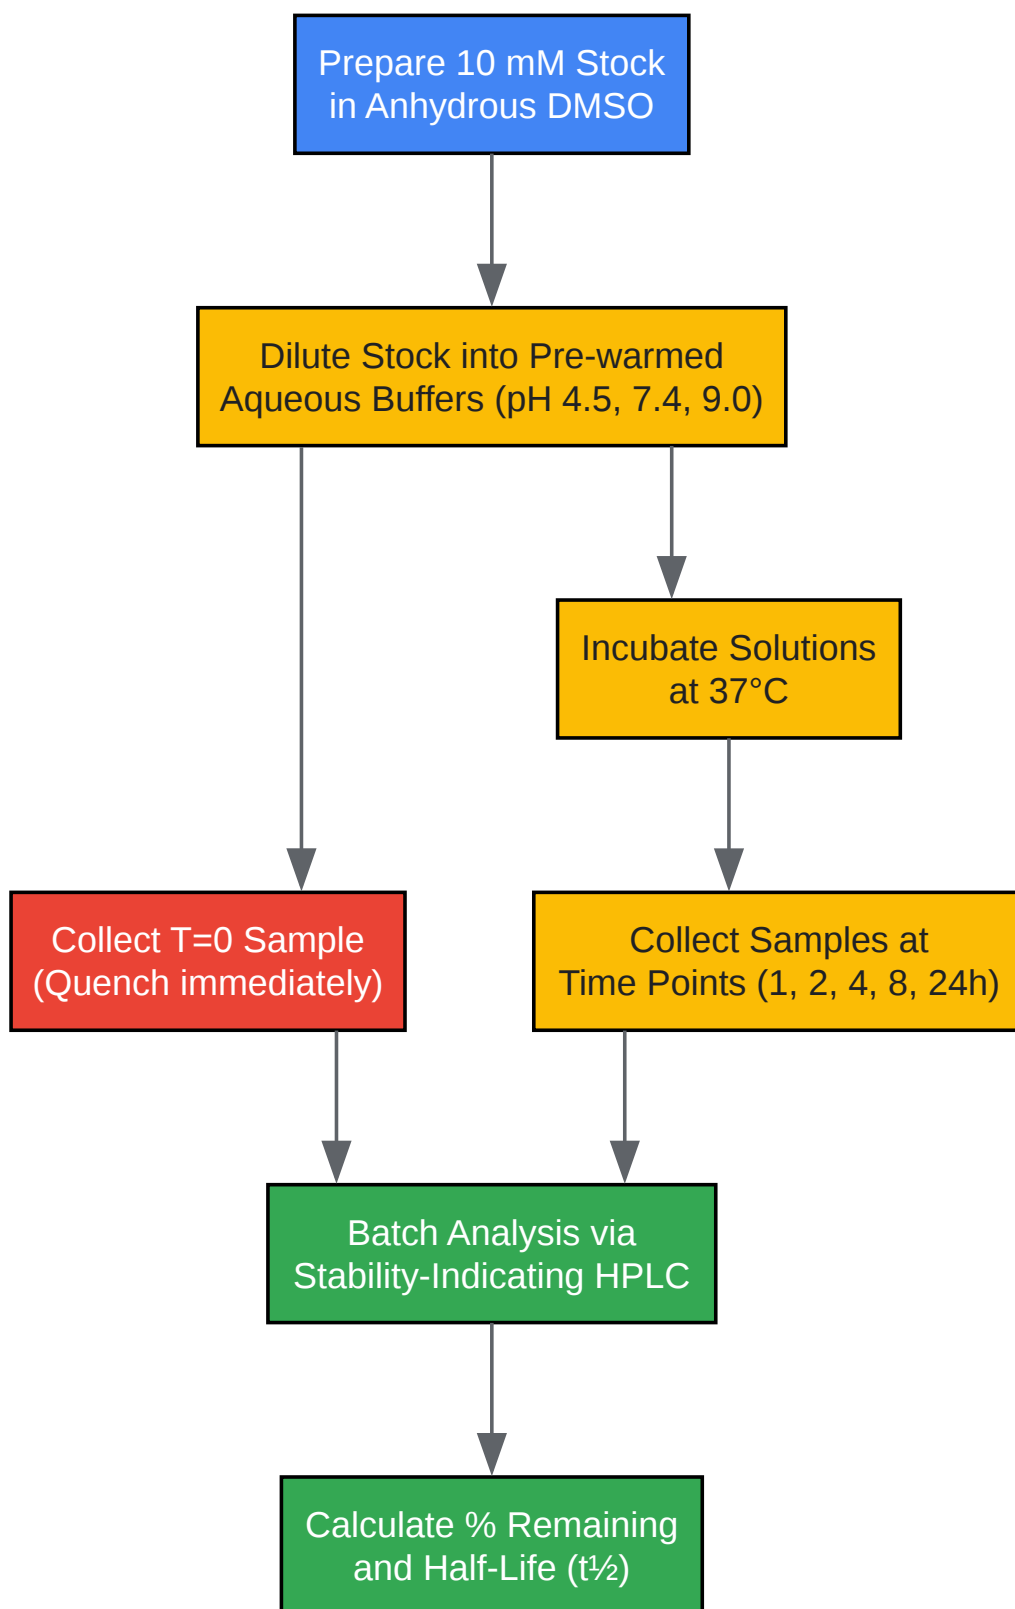 Prepare 10 mM Stock
in Anhydrous DMSO
Dilute Stock into Pre-warmed
Aqueous Buffers (pH 4.5, 7.4, 9.0)
Incubate Solutions
at 37°C
Collect T=0 Sample
(Quench immediately)
Collect Samples at
Time Points (1, 2, 4, 8, 24h)
Batch Analysis via
Stability-Indicating HPLC
Calculate % Remaining
and Half-Life (t½)